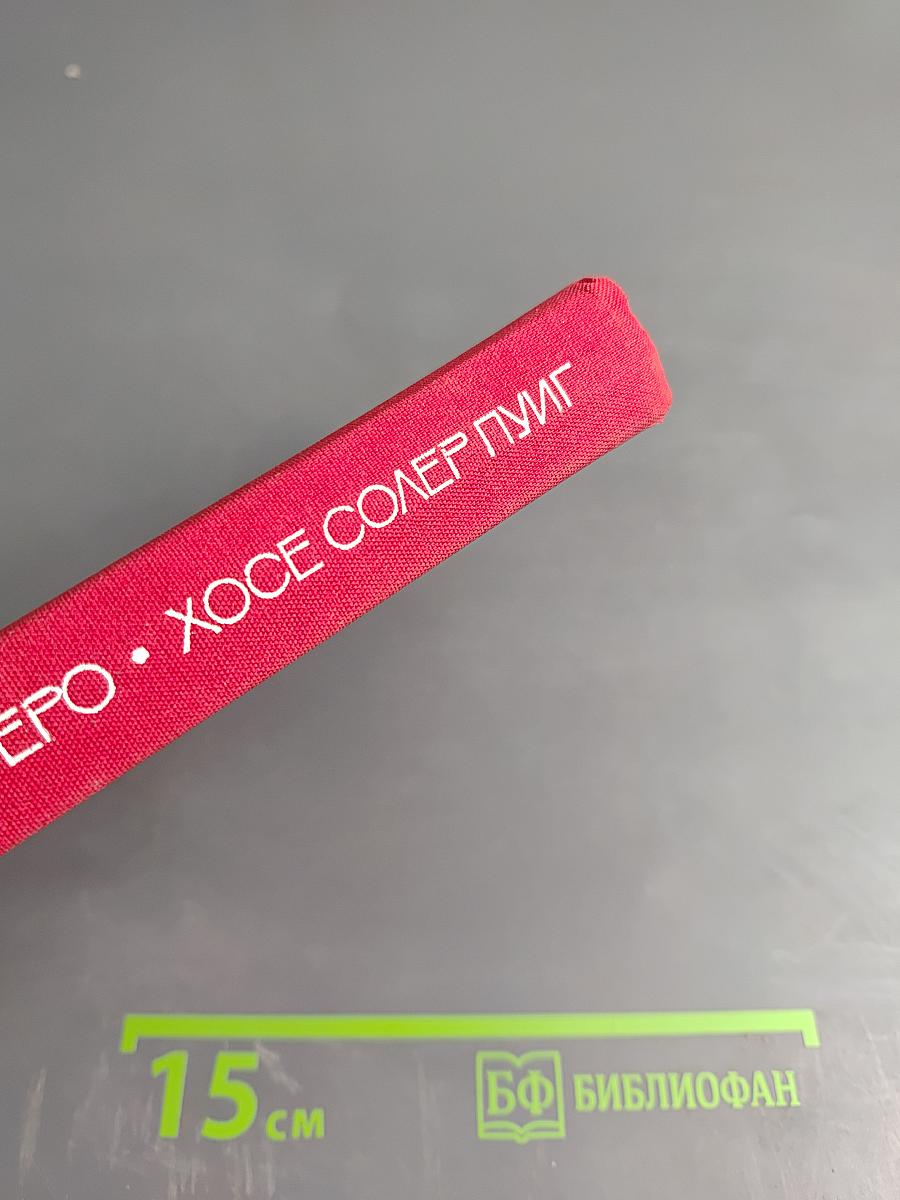 ЕРО • ХОСЕ СОЛЕР ПУИГ
15 см
БФ БИБЛИОФАН